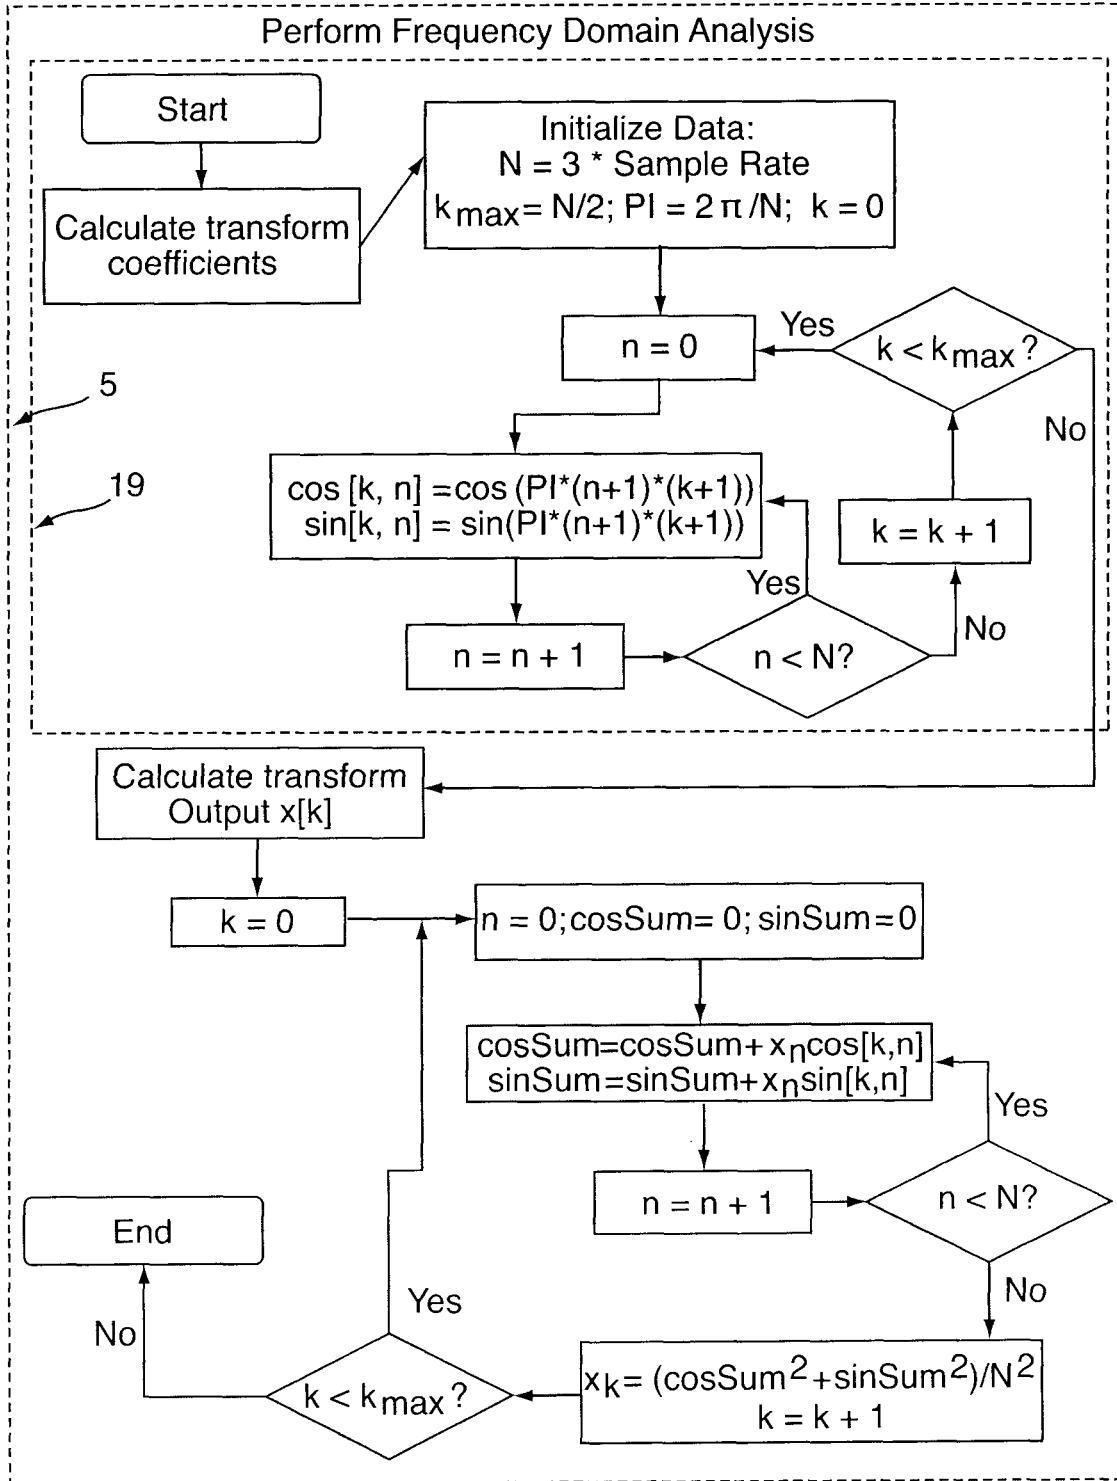 Perform Frequency Domain Analysis
Start
Calculate transform
coefficients
Initialize Data:
N = 3 * Sample Rate
kmax= N/2; PI = 2 π /N; k = 0
n = 0
Yes
k < kmax?
No
5
19
cos [k, n] =cos (PI*(n+1)*(k+1))
sin[k, n] = sin(PI*(n+1)*(k+1))
k = k + 1
Yes
n = n + 1
n < N?
No
Calculate transform
Output x[k]
k = 0
n = 0;cosSum= 0; sinSum=0
cosSum=cosSum+ xncos[k,n]
sinSum=sinSum+xnsin[k,n]
Yes
n = n + 1
n < N?
No
End
Yes
No
k < kmax?
xk= (cosSum²+sinSum²)/N²
k = k + 1